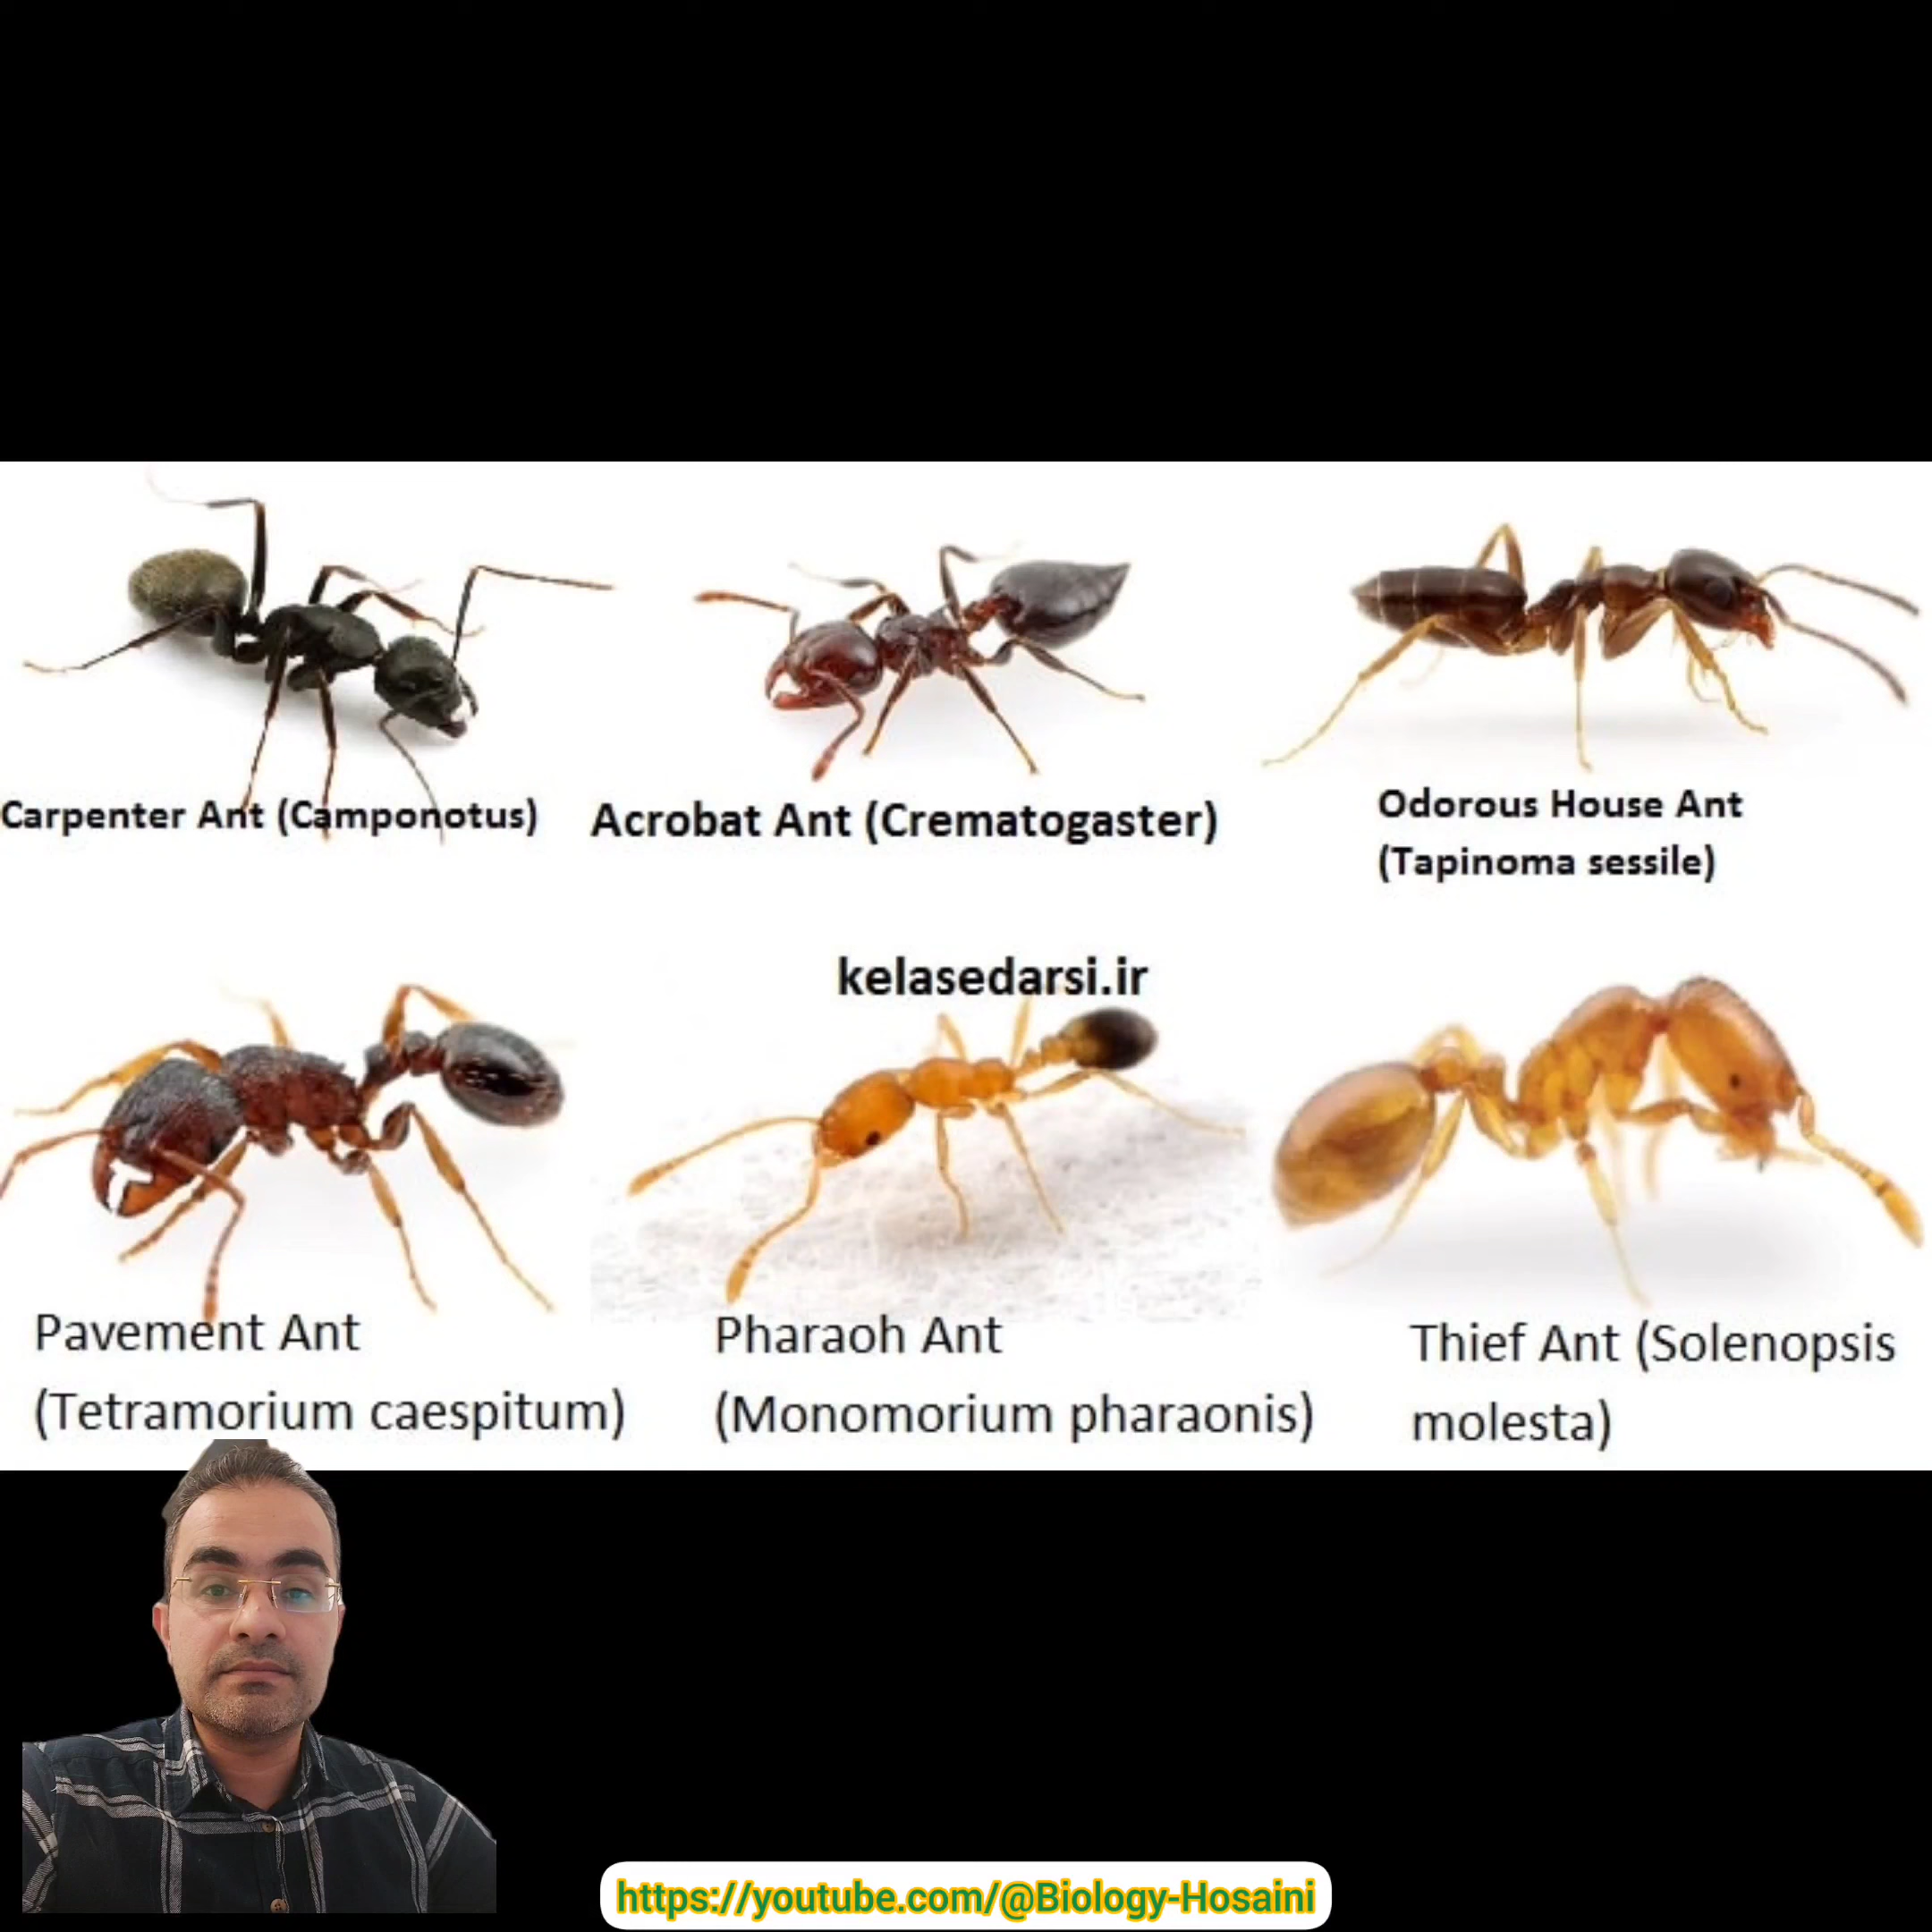 Carpenter Ant (Camponotus)
Acrobat Ant (Crematogaster)
Odorous House Ant
(Tapinoma sessile)
kelasedarsi.ir
Pavement Ant
(Tetramorium caespitum)
Pharaoh Ant
(Monomorium pharaonis)
Thief Ant (Solenopsis
molesta)
https://youtube.com/@Biology-Hosaini